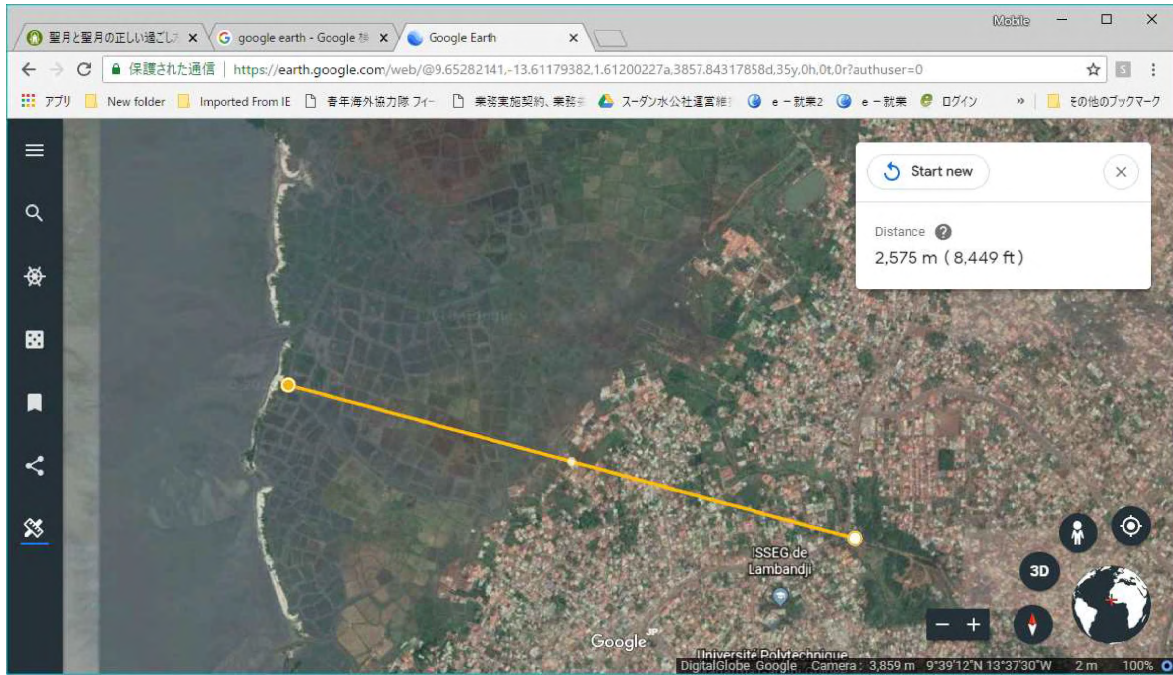 Mobile
聖月と聖月の正しい過ごし
google earth - Google 検
Google Earth
保護された通信 | https://earth.google.com/web/@9.65282141,-13.61179382,1.61200227a,3857.84317858d,35y,0h,0t,0r?authuser=0
アプリ New folder Imported From IE 青年海外協力隊 フィー 業務実施契約、業務 スーダン水公社運営維 e－就業2 e－就業 ログイン » その他のブックマーク
Start new
Distance
2,575 m (8,449 ft)
ISSEG de
Lambandji
3D
Google JP
Université Polytechnique
DigitalGlobe Google Camera: 3,859 m 9°39'12"N 13°37'30"W 2 m 100%